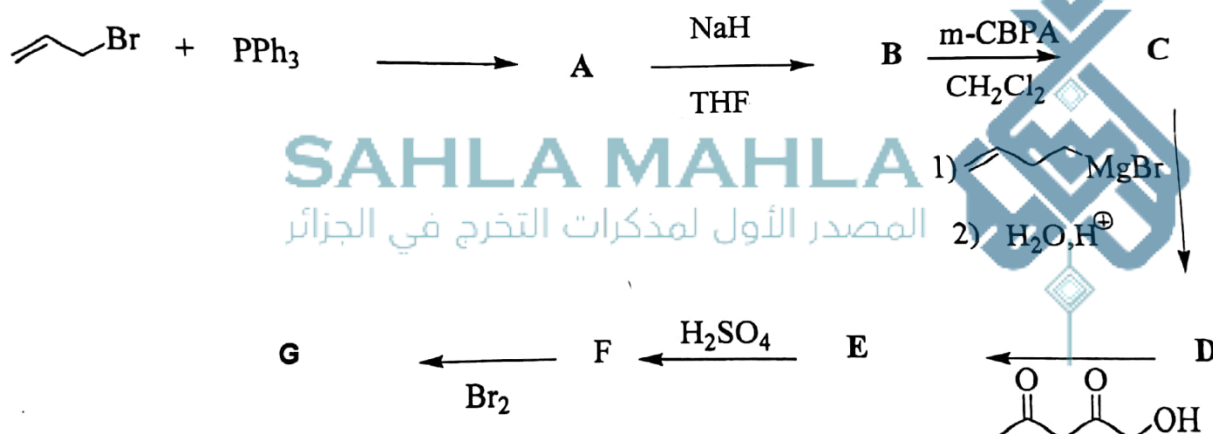 Br + PPh3 A NaH THF B m-CBPA CH2Cl2 C
SAHLA MAHLA
المصدر الأول لمذكرات التخرج في الجزائر
1) MgBr
2) H2O,H⊕
G Br2 F H2SO4 E D
O O OH